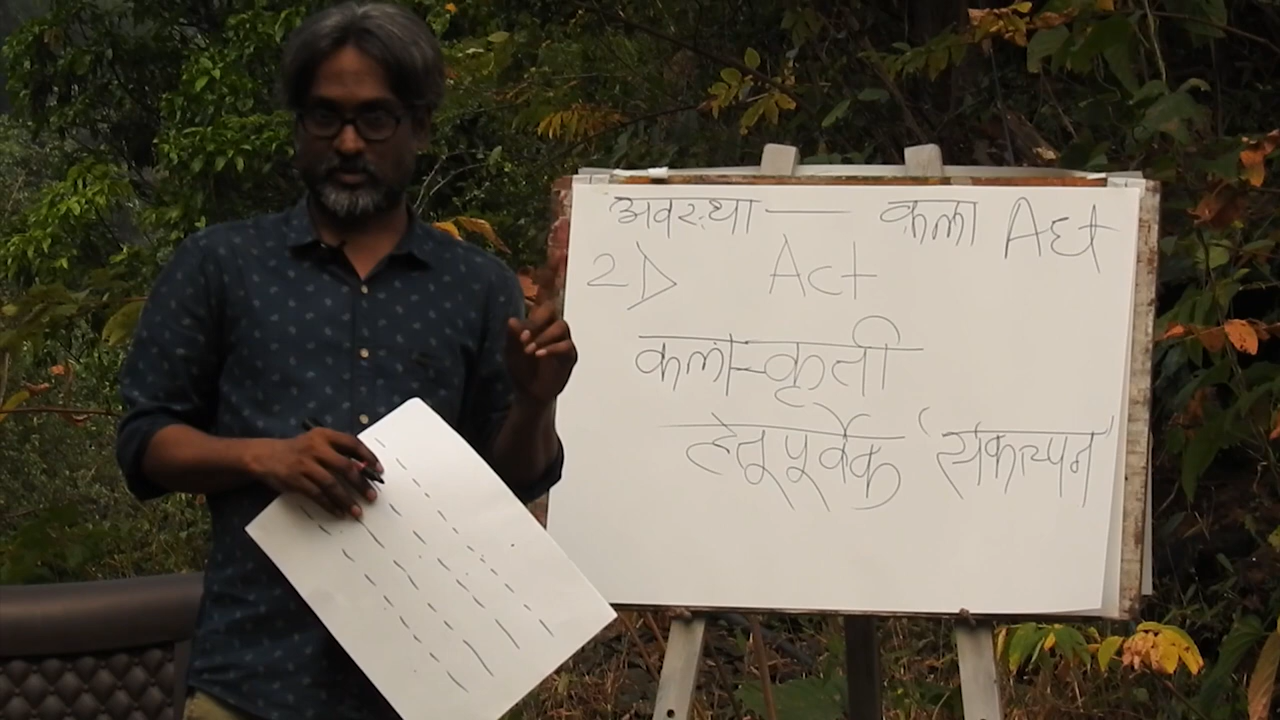 अवस्था — कला Act
2D Act
कला-कृती
हेतूपूर्वक 'संकल्पन'